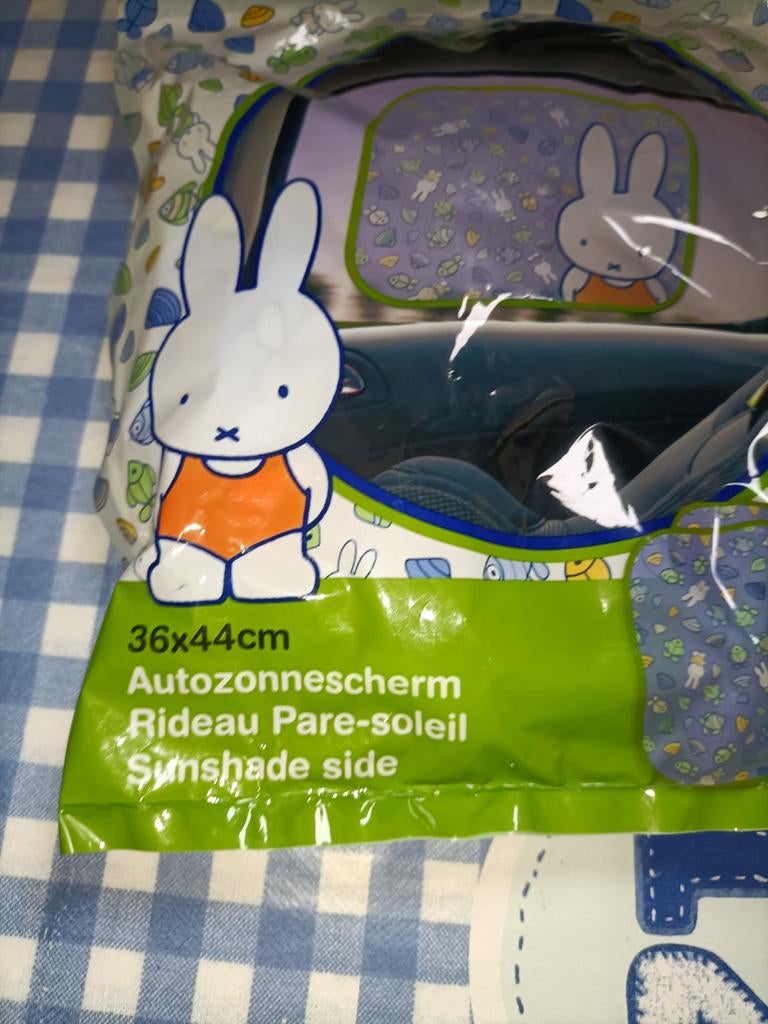 36x44cm
Autozonnescherm
Rideau Pare-soleil
Sunshade side